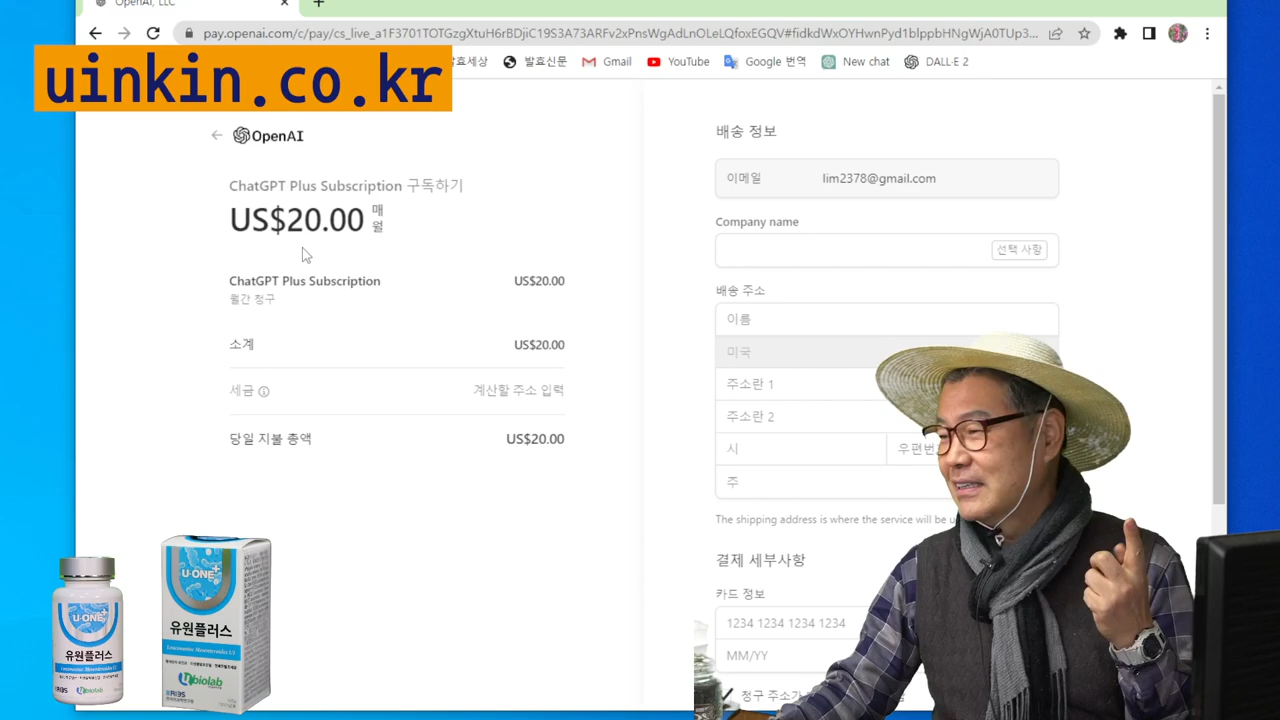 OpenAI, LLC
pay.openai.com/c/pay/cs_live_a1F3701TOTGzgXtuH6rBDjiC19S3A73ARFv2xPnsWgAdLnOLeLQfoxEGQV#fidkdWxOYHwnPyd1blppbHNgWjA0TUp3...
uinkin.co.kr
발효신문 Gmail YouTube Google 번역 New chat DALL·E 2
OpenAI
ChatGPT Plus Subscription 구독하기
US$20.00 매월
ChatGPT Plus Subscription US$20.00
월간 청구
소계 US$20.00
세금 계산할 주소 입력
당일 지불 총액 US$20.00
배송 정보
이메일 lim2378@gmail.com
Company name
선택 사항
배송 주소
이름
미국
주소란 1
주소란 2
시 우편번
주
The shipping address is where the service will be
결제 세부사항
카드 정보
1234 1234 1234 1234
MM/YY
청구 주소가
U·ONE+
유원플러스
Leuconostoc Mesenteroides
Unbiolab
U·ONE+
유원플러스
Leuconostoc Mesenteroides
Unbiolab